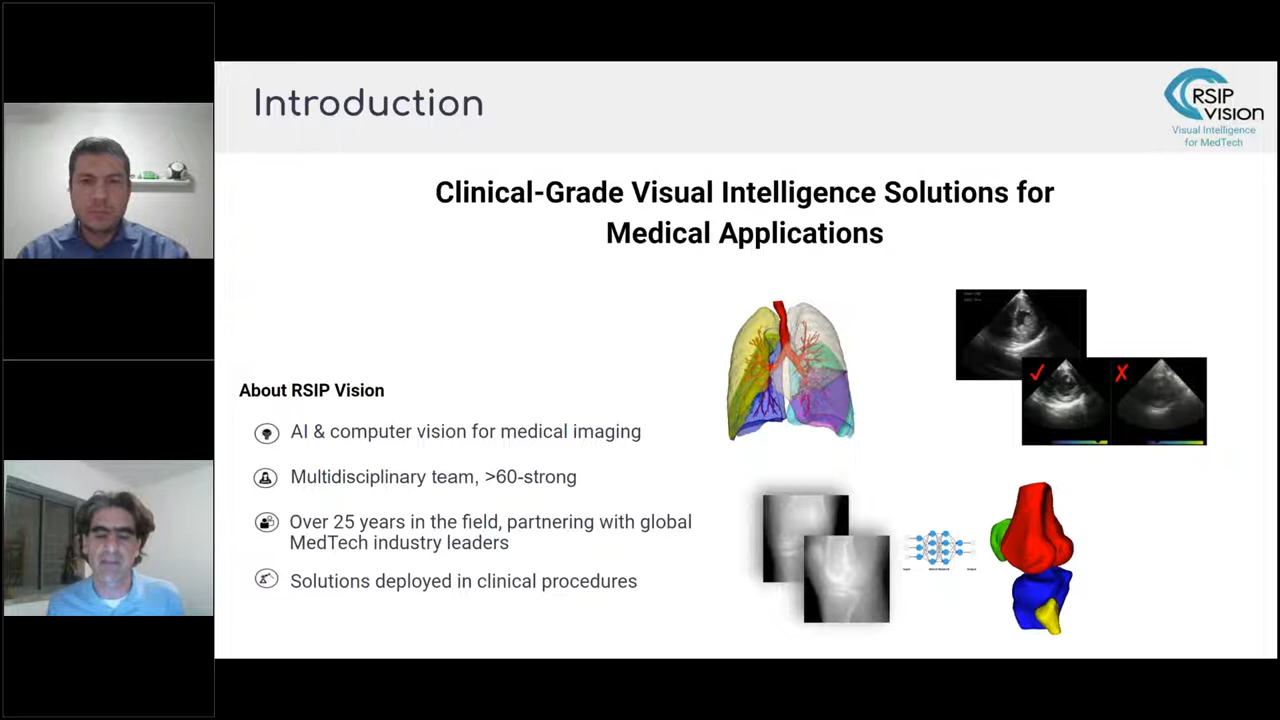 Introduction
RSIP
VISION
Visual Intelligence
for MedTech
Clinical-Grade Visual Intelligence Solutions for
Medical Applications
About RSIP Vision
AI & computer vision for medical imaging
Multidisciplinary team, >60-strong
Over 25 years in the field, partnering with global
MedTech industry leaders
Solutions deployed in clinical procedures